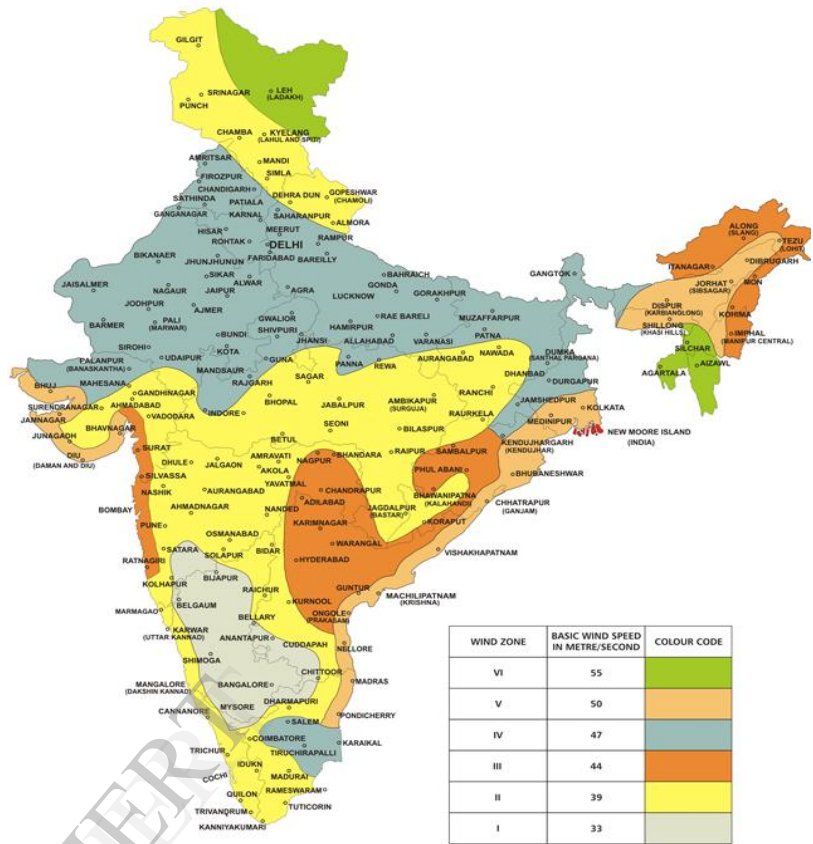 GILGIT
LEH
(LADAKH)
SRINAGAR
PUNCH
CHAMBA
KYELANG
(LAHUL AND SPIJI)
AMRITSAR
MANDI
FIROZPUR
SIMLA
CHANDIGARH
DEHRA DUN
GOPESHWAR
(CHAMOLI)
SATHINDA
PATIALA
GANGANAGAR
KARNAL
SAHARANPUR
ALMORA
HISAR
MEERUT
ROHTAK
DELHI
RAMPUR
BIKANAER
JHUNJHUNUN
FARIDABAD
BAREILLY
SIKAR
ALWAR
BAHRAICH
JAISALMER
NAGAUR
JAIPUR
AGRA
LUCKNOW
GONDA
GORAKHPUR
JODHPUR
AJMER
BARMER
PALI
(MARWAR)
GWALIOR
HAMIRPUR
RAE BARELI
MUZAFFARPUR
BUNDI
SHIVPURI
SIROHI
KOTA
JHANSI
ALLAHABAD
VARANASI
PATNA
PALANPUR
(BANASKANTHA)
UDAIPUR
GUNA
PANNA
REWA
AURANGABAD
NAWADA
DUMKA
(SANTHAL PARGANA)
MANDSAUR
RAJGARH
SAGAR
DHANBAD
BHUJ
MAHESANA
GANDHINAGAR
RANCHI
DURGAPUR
SURENDRANAGAR
AHMADABAD
BHOPAL
JABALPUR
AMBIKAPUR
(SURGUJA)
JAMSHEDPUR
KOLKATA
JAMNAGAR
VADODARA
INDORE
RAURKELA
MEDINIPUR
JUNAGAOH
BHAVNAGAR
SEONI
BILASPUR
NEW MOORE ISLAND
(INDIA)
BETUL
KENDUJHARGARH
(KENDUJHAR)
DIU
(DAMAN AND DIU)
SURAT
AMRAVATI
BHANDARA
RAIPUR
SAMBALPUR
DHULE
JALGAON
NAGPUR
SILVASSA
AKOLA
PHULABANI
BHUBANESHWAR
NASHIK
YAVATMAL
CHANDRAPUR
BHAWANIPATNA
(KALAHANDI)
AURANGABAD
ADILABAD
CHHATRAPUR
(GANJAM)
BOMBAY
AHMADNAGAR
NANDED
JAGDALPUR
(BASTAR)
KORAPUT
PUNE
KARIMNAGAR
OSMANABAD
WARANGAL
VISHAKHAPATNAM
SATARA
SOLAPUR
BIDAR
HYDERABAD
RATNAGIRI
KOLHAPUR
BIJAPUR
RAICHUR
GUNTUR
MACHILIPATNAM
(KRISHNA)
MARMAGAO
BELGAUM
KURNOOL
ONGOLE
(PRAKASAM)
KARWAR
(UTTAR KANNAD)
BELLARY
ANANTAPUR
CUDDAPAH
NELLORE
SHIMOGA
CHITTOOR
MANGALORE
(DAKSHIN KANNAD)
BANGALORE
MADRAS
MYSORE
DHARMAPURI
CANNANORE
SALEM
PONDICHERRY
COIMBATORE
KARAIKAL
TRICHUR
TIRUCHIRAPALLI
IDUKN
COCHI
MADURAI
RAMESWARAM
QUILON
TUTICORIN
TRIVANDRUM
KANNIYAKUMARI
GANGTOK
ALONG
(SLANG)
TEZU
(LOHIT)
ITANAGAR
DIBRUGARH
JORHAT
(SIBSAGAR)
MON
DISPUR
(KARBIANGLONG)
KOHIMA
SHILLONG
(KHASI HILLS)
IMPHAL
(MANIPUR CENTRAL)
SILCHAR
AGARTALA
AIZAWL
WIND ZONE BASIC WIND SPEED IN METRE/SECOND COLOUR CODE
VI 55
V 50
IV 47
III 44
II 39
I 33